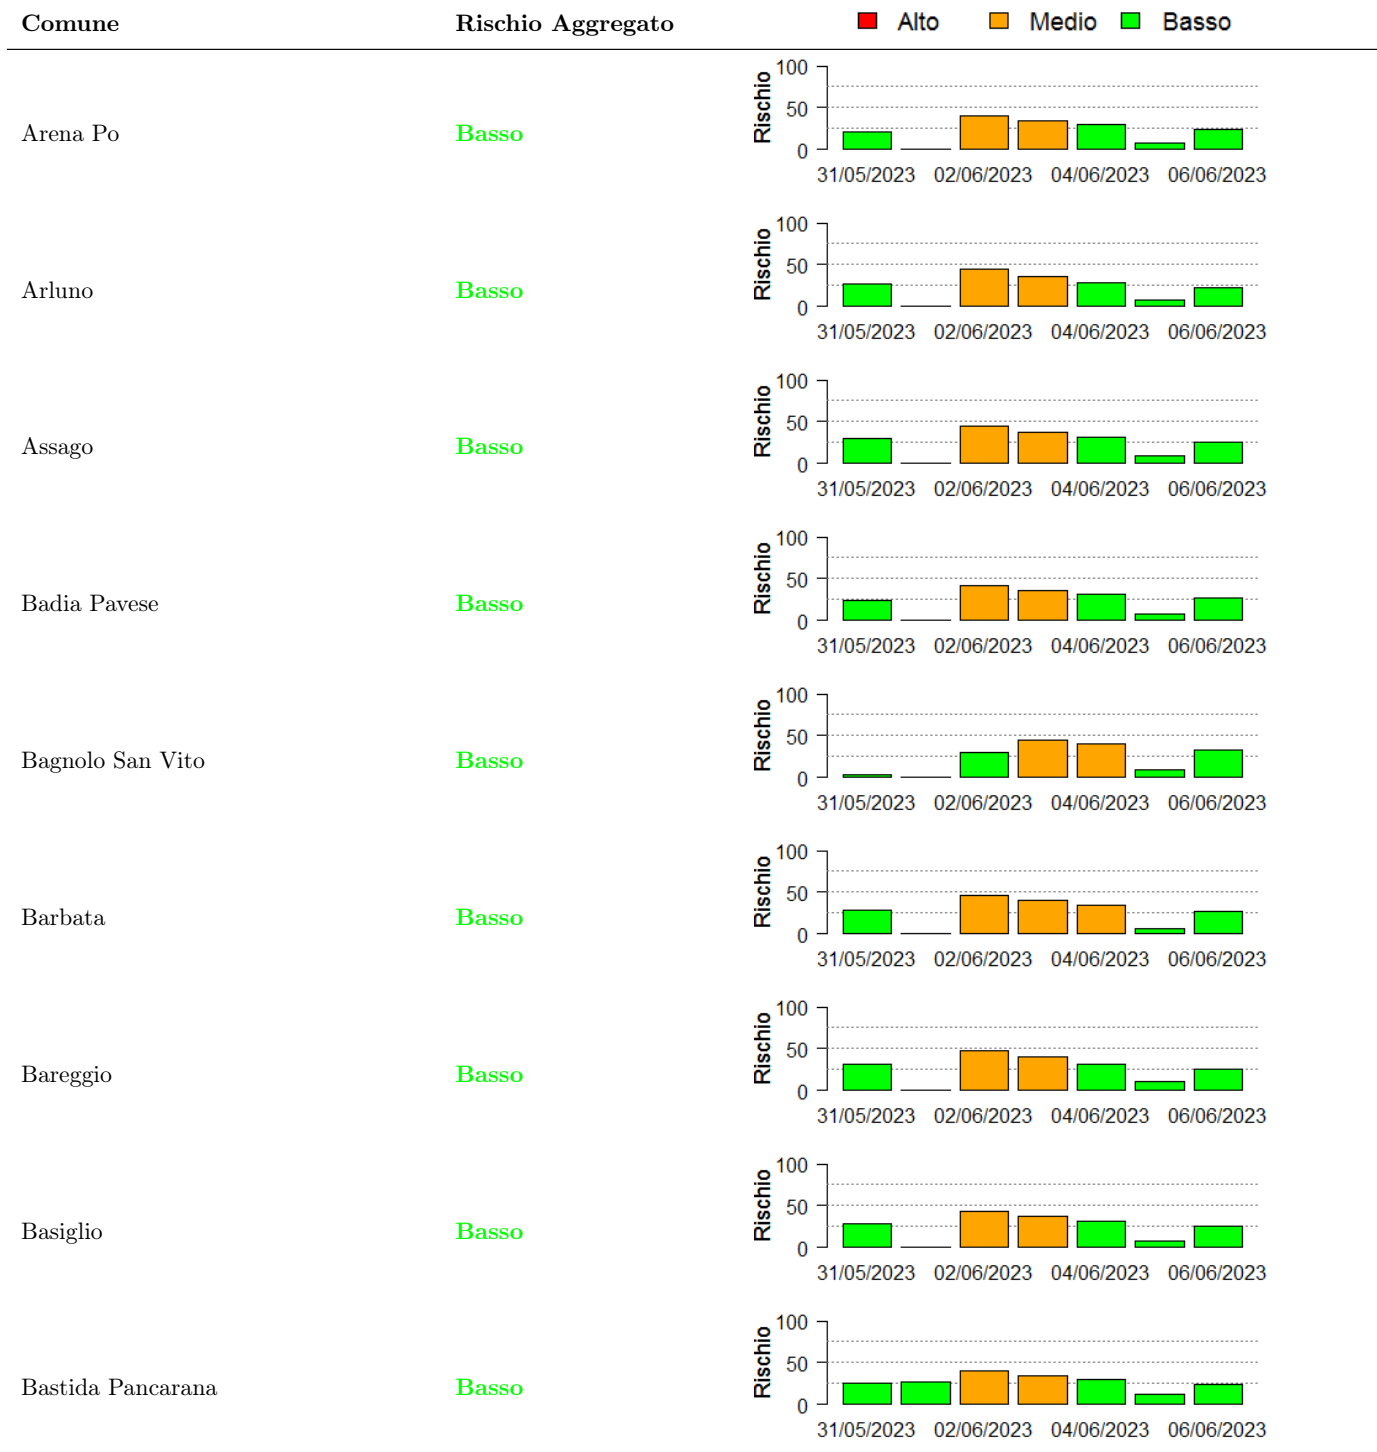 Comune Rischio Aggregato Alto Medio Basso
100
50
0
Rischio
Arena Po Basso
31/05/2023 02/06/2023 04/06/2023 06/06/2023
100
50
0
Rischio
Arluno Basso
31/05/2023 02/06/2023 04/06/2023 06/06/2023
100
50
0
Rischio
Assago Basso
31/05/2023 02/06/2023 04/06/2023 06/06/2023
100
50
0
Rischio
Badia Pavese Basso
31/05/2023 02/06/2023 04/06/2023 06/06/2023
100
50
0
Rischio
Bagnolo San Vito Basso
31/05/2023 02/06/2023 04/06/2023 06/06/2023
100
50
0
Rischio
Barbata Basso
31/05/2023 02/06/2023 04/06/2023 06/06/2023
100
50
0
Rischio
Bareggio Basso
31/05/2023 02/06/2023 04/06/2023 06/06/2023
100
50
0
Rischio
Basiglio Basso
31/05/2023 02/06/2023 04/06/2023 06/06/2023
100
50
0
Rischio
Bastida Pancarana Basso
31/05/2023 02/06/2023 04/06/2023 06/06/2023